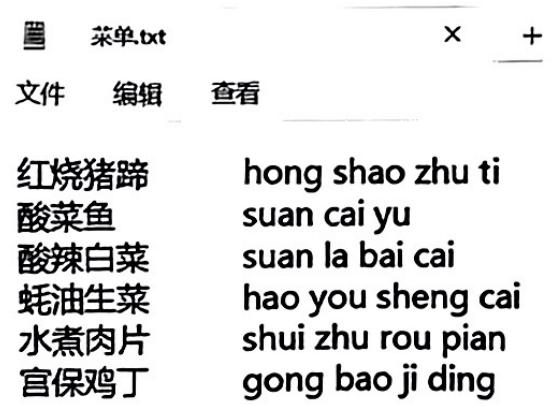 菜单.txt × +
文件 编辑 查看
红烧猪蹄 hong shao zhu ti
酸菜鱼 suan cai yu
酸辣白菜 suan la bai cai
蚝油生菜 hao you sheng cai
水煮肉片 shui zhu rou pian
宫保鸡丁 gong bao ji ding